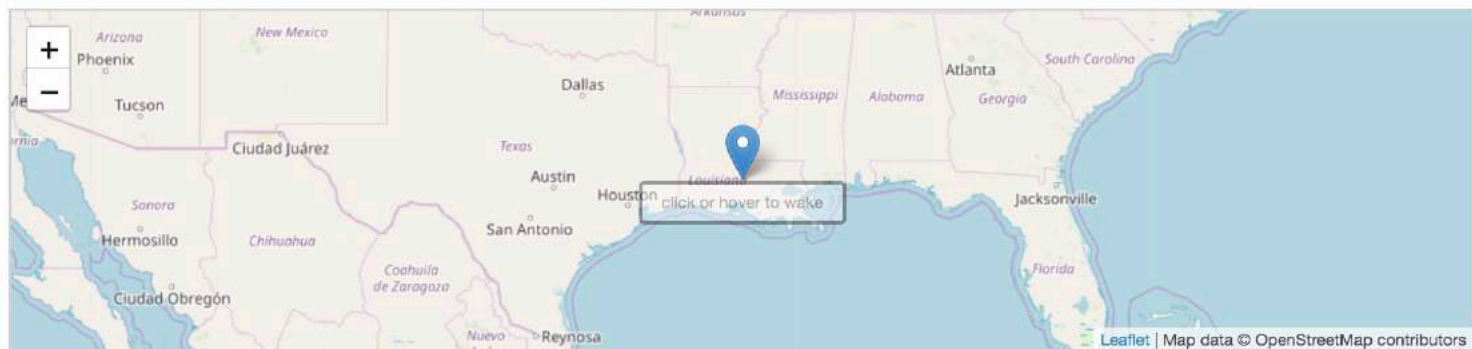 Arkansas
Arizona
New Mexico
+
Phoenix
South Carolina
Atlanta
Dallas
−
Mississippi
Alabama
Georgia
Tucson
Ciudad Juárez
Texas
Austin
Louisiana
Houston
click or hover to wake
Jacksonville
Sonora
San Antonio
Hermosillo
Chihuahua
Coahuila
de Zaragoza
Florida
Ciudad Obregón
Nuevo
Reynosa
Leaflet | Map data © OpenStreetMap contributors